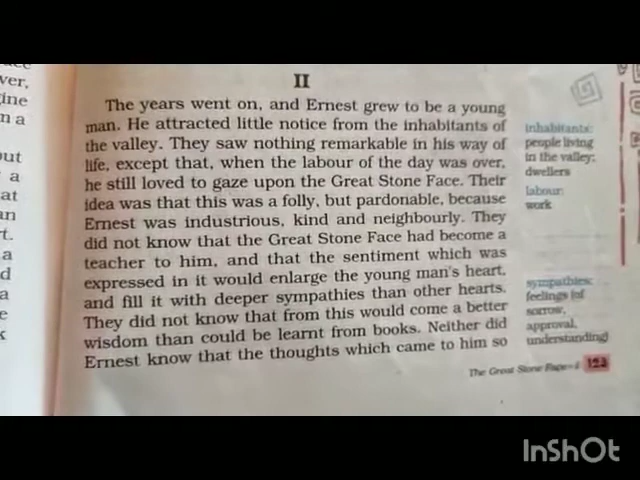 ver,
ine
n a
out
a
at
an
rt.
a
d
a
e
k
II
The years went on, and Ernest grew to be a young
man. He attracted little notice from the inhabitants of
the valley. They saw nothing remarkable in his way of
life, except that, when the labour of the day was over,
he still loved to gaze upon the Great Stone Face. Their
idea was that this was a folly, but pardonable, because
Ernest was industrious, kind and neighbourly. They
did not know that the Great Stone Face had become a
teacher to him, and that the sentiment which was
expressed in it would enlarge the young man's heart,
and fill it with deeper sympathies than other hearts.
They did not know that from this would come a better
wisdom than could be learnt from books. Neither did
Ernest know that the thoughts which came to him so
inhabitants:
people living
in the valley;
dwellers
labour:
work
sympathies:
feelings (of
sorrow,
approval,
understanding)
The Great Stone Face–I 123
InShOt